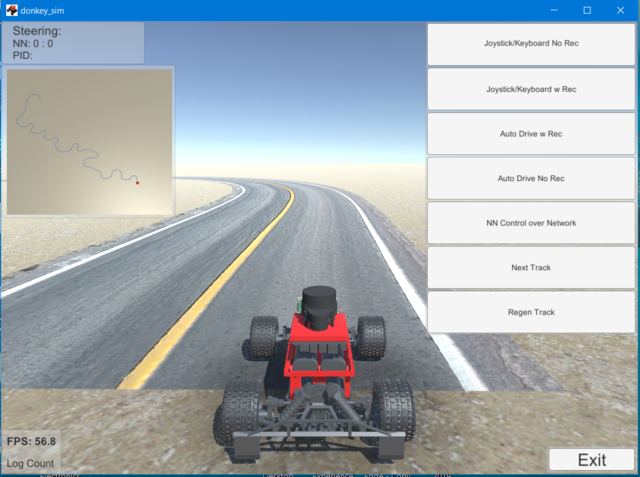 donkey_sim
Steering:
NN: 0 : 0
PID:
Joystick/Keyboard No Rec
Joystick/Keyboard w Rec
Auto Drive w Rec
Auto Drive No Rec
NN Control over Network
Next Track
Regen Track
FPS: 56.8
Log Count
Exit